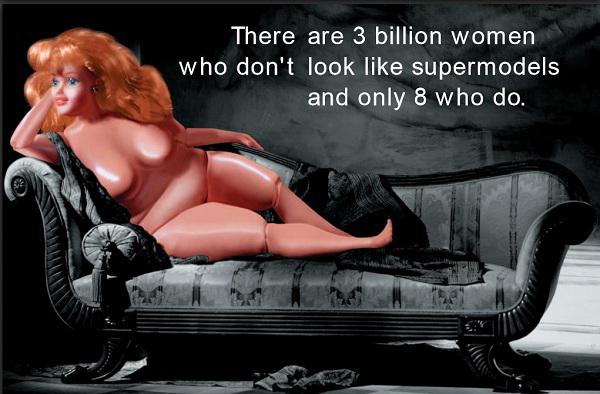 There are 3 billion women
who don't look like supermodels
and only 8 who do.